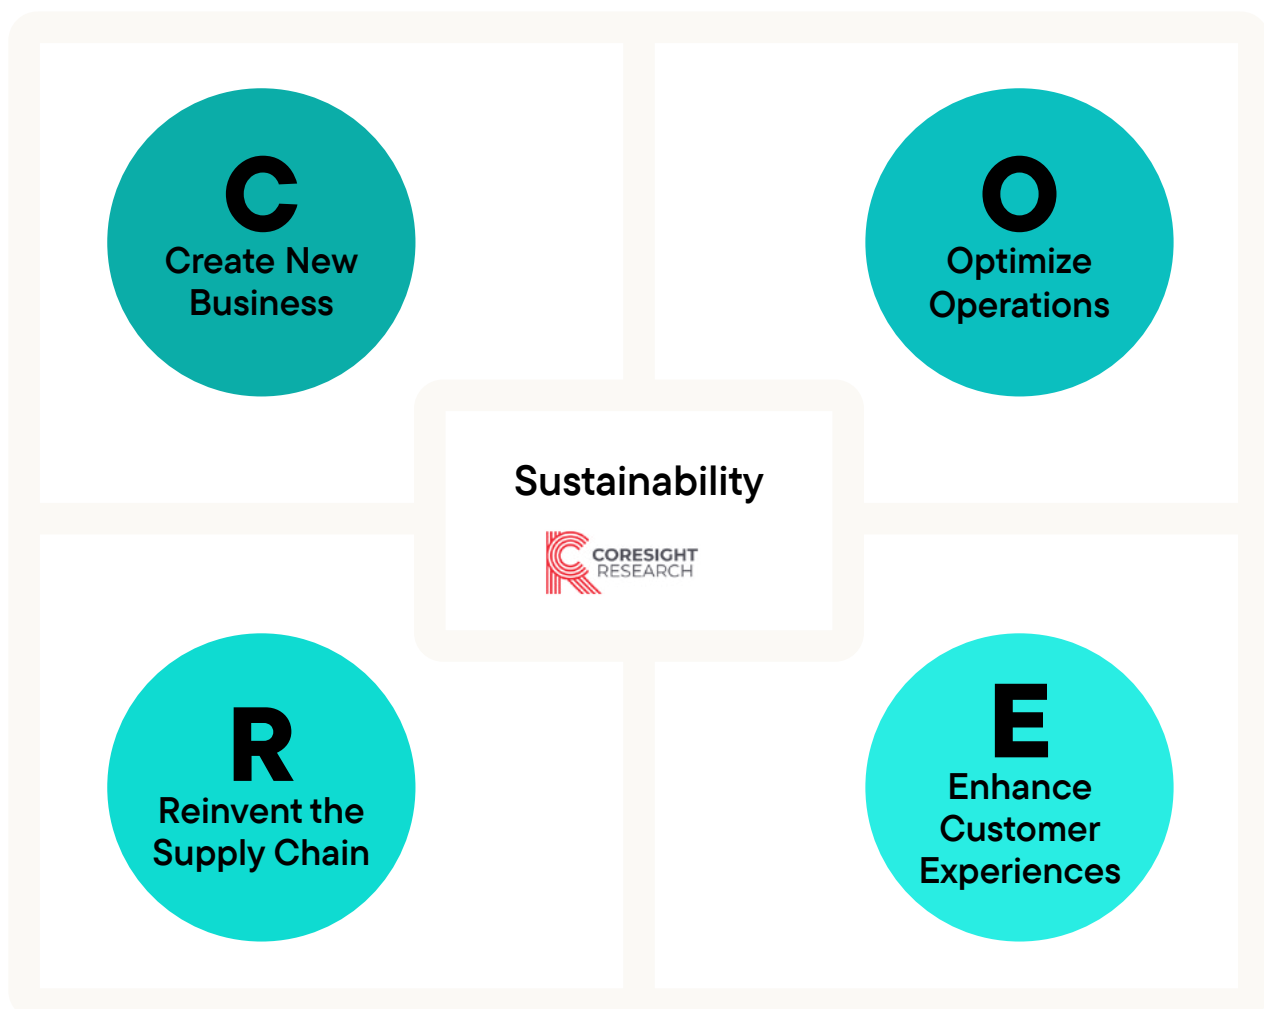 C
Create New
Business
O
Optimize
Operations
Sustainability
CORESIGHT
RESEARCH
R
Reinvent the
Supply Chain
E
Enhance
Customer
Experiences